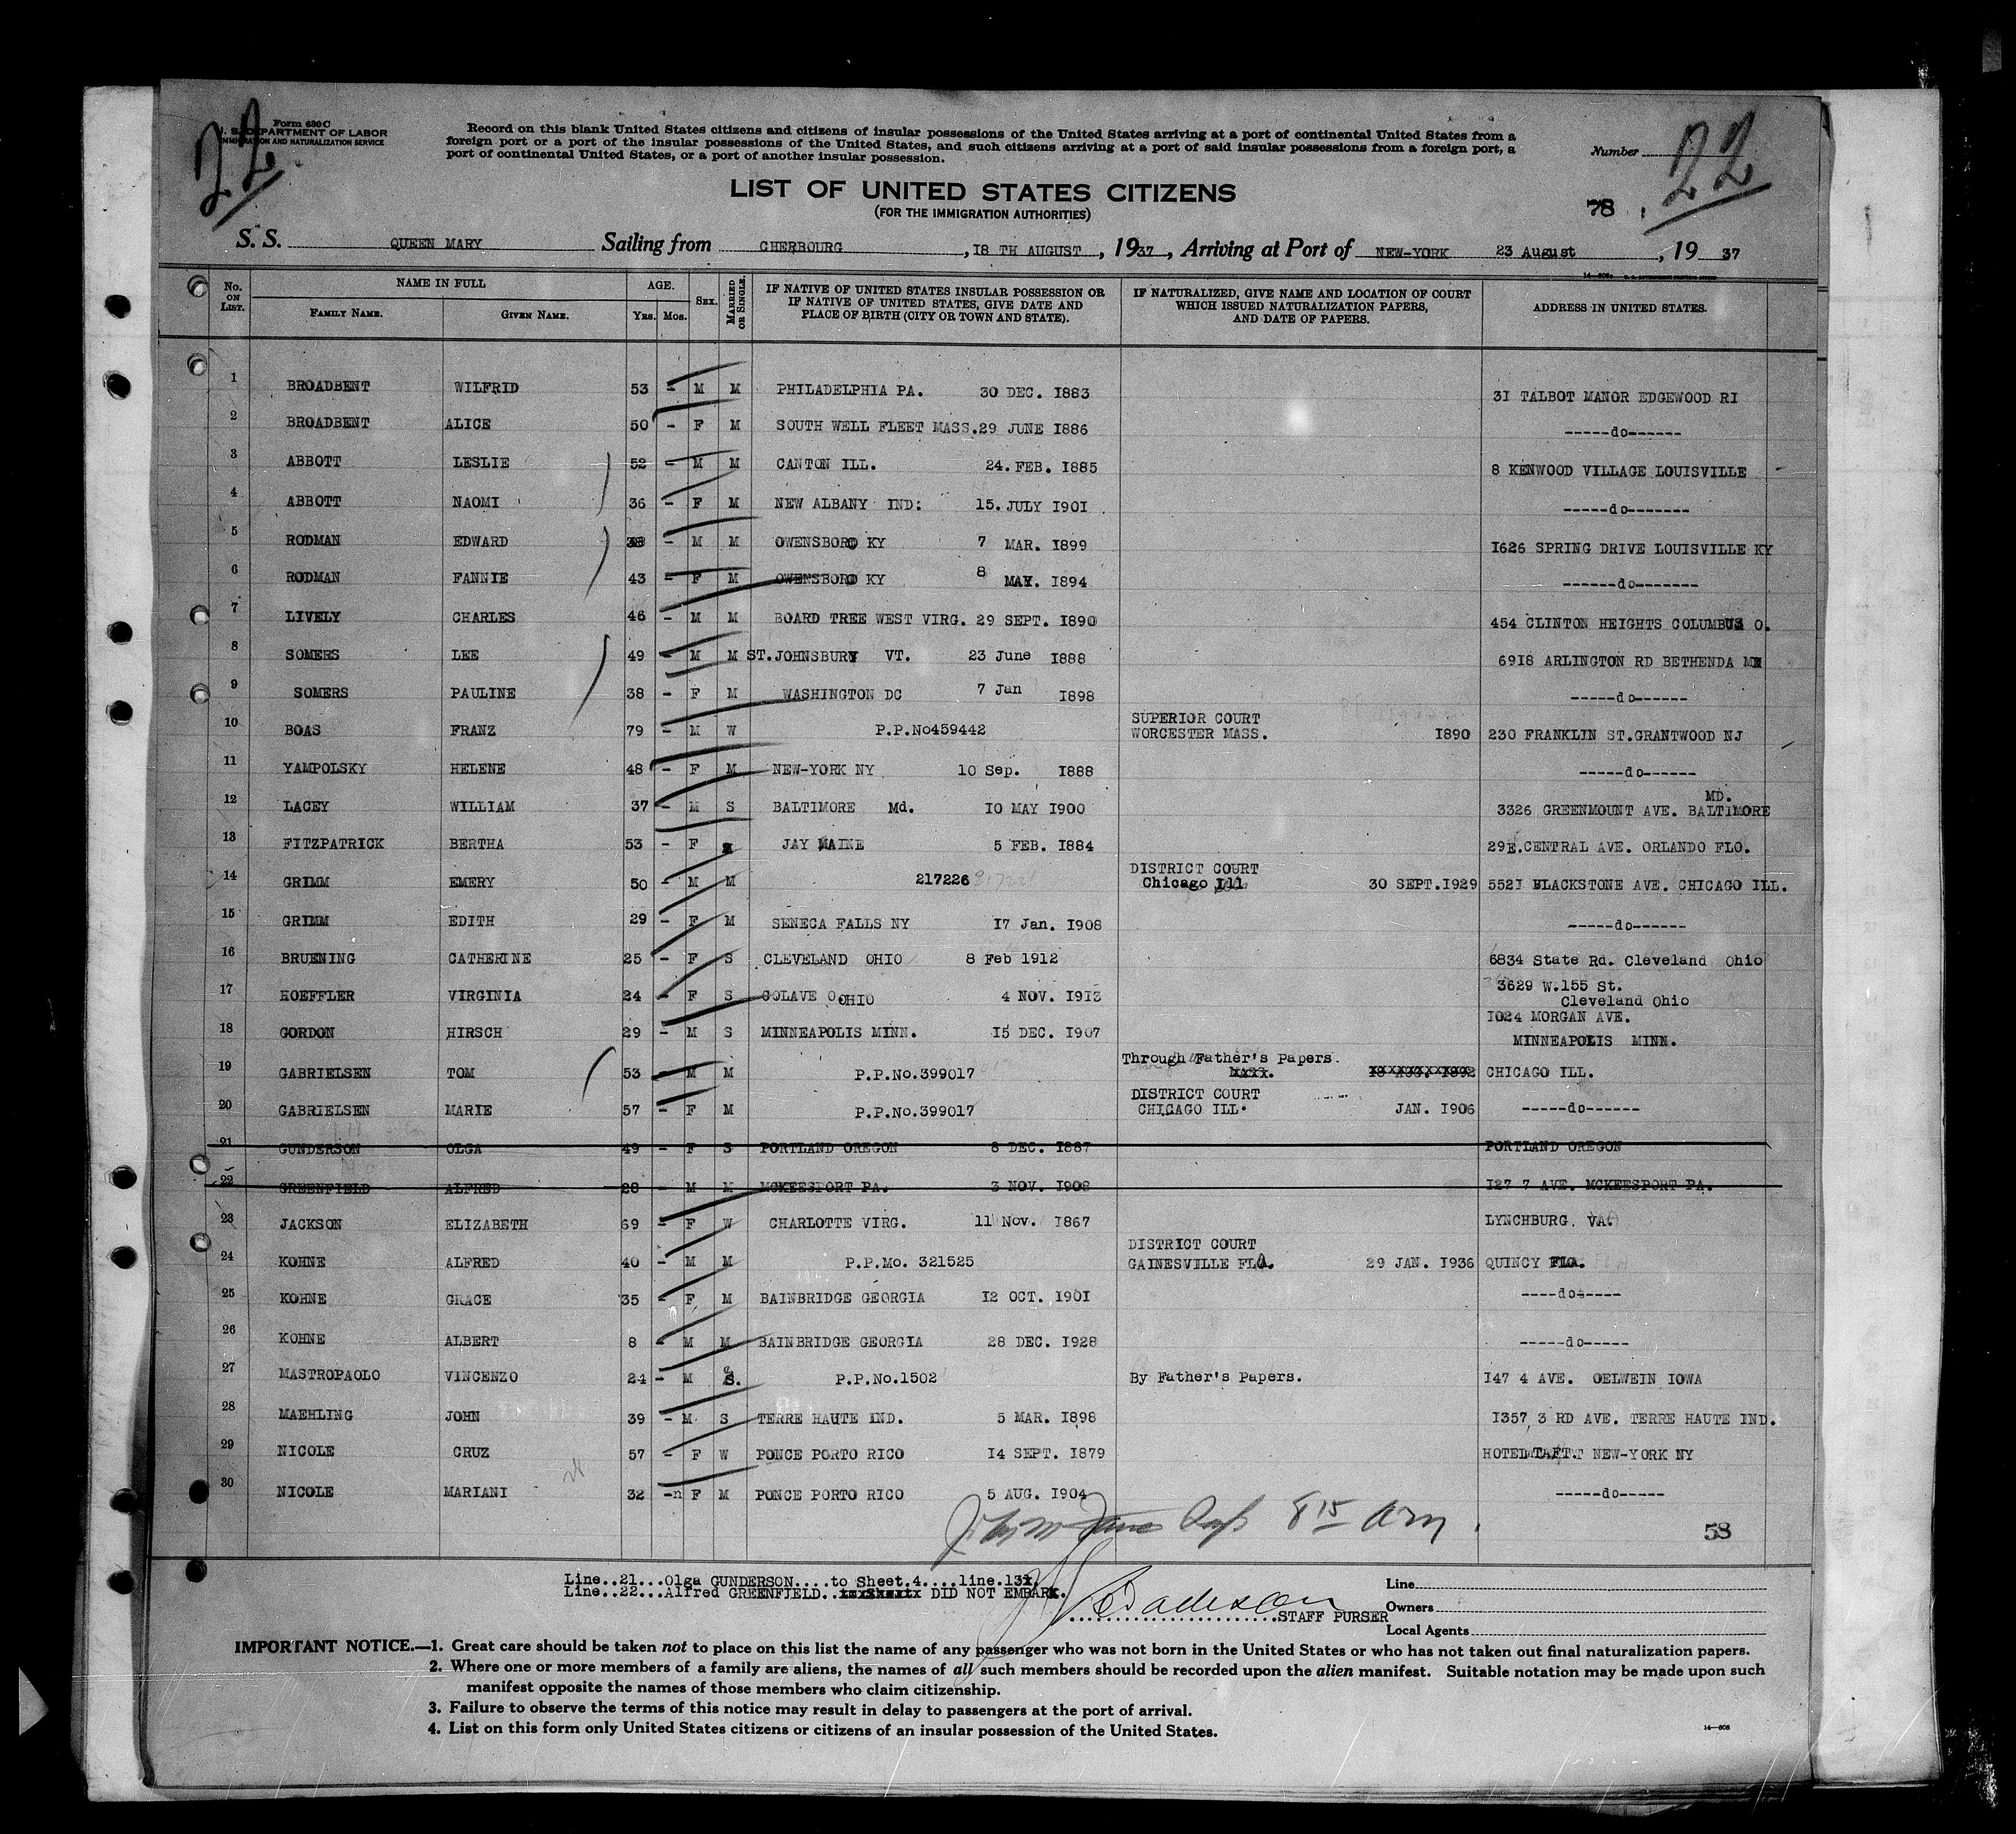 22
Form 630 C
U. S. DEPARTMENT OF LABOR
IMMIGRATION AND NATURALIZATION SERVICE
Record on this blank United States citizens and citizens of insular possessions of the United States arriving at a port of continental United States from a
foreign port or a port of the insular possessions of the United States, and such citizens arriving at a port of said insular possessions from a foreign port, a
port of continental United States, or a port of another insular possession.
Number
22
78
LIST OF UNITED STATES CITIZENS
(FOR THE IMMIGRATION AUTHORITIES)
S. S. QUEEN MARY Sailing from CHERBOURG, 18 TH AUGUST, 1937, Arriving at Port of NEW-YORK 23 August, 19 37
No. ON LIST. NAME IN FULL FAMILY NAME. GIVEN NAME. AGE. YRS. MOS. SEX. MARRIED OR SINGLE. IF NATIVE OF UNITED STATES INSULAR POSSESSION OR IF NATIVE OF UNITED STATES, GIVE DATE AND PLACE OF BIRTH (CITY OR TOWN AND STATE). IF NATURALIZED, GIVE NAME AND LOCATION OF COURT WHICH ISSUED NATURALIZATION PAPERS, AND DATE OF PAPERS. ADDRESS IN UNITED STATES.
1 BROADBENT WILFRID 53 - M M PHILADELPHIA PA. 30 DEC. 1883 31 TALBOT MANOR EDGEWOOD RI
2 BROADBENT ALICE 50 - F M SOUTH WELL FLEET MASS. 29 JUNE 1886 -----do------
3 ABBOTT LESLIE 52 - M M CANTON ILL. 24. FEB. 1885 8 KENWOOD VILLAGE LOUISVILLE
4 ABBOTT NAOMI 36 - F M NEW ALBANY IND: 15. JULY 1901 -----do-------
5 RODMAN EDWARD 38 - M M OWENSBORO KY 7 MAR. 1899 1626 SPRING DRIVE LOUISVILLE KY
6 RODMAN FANNIE 43 - F M OWENSBORO KY 8 MAY. 1894 ------do-------
7 LIVELY CHARLES 46 - M M BOARD TREE WEST VIRG. 29 SEPT. 1890 454 CLINTON HEIGHTS COLUMBUS O.
8 SOMERS LEE 49 - M M ST. JOHNSBURY VT. 23 June 1888 6918 ARLINGTON RD BETHENDA
9 SOMERS PAULINE 38 - F M WASHINGTON DC 7 Jan 1898 -----do------
10 BOAS FRANZ 79 - M W P.P.No459442 SUPERIOR COURT WORCESTER MASS. 1890 230 FRANKLIN ST. GRANTWOOD NJ
11 YAMPOLSKY HELENE 48 - F M NEW-YORK NY 10 Sep. 1888 -----do------
12 LACEY WILLIAM 37 - M S BALTIMORE Md. 10 MAY 1900 3326 GREENMOUNT AVE. BALTIMORE MD.
13 FITZPATRICK BERTHA 53 - F JAY MAINE 5 FEB. 1884 29E. CENTRAL AVE. ORLANDO FLO.
14 GRIMM EMERY 50 - M M 217226 DISTRICT COURT Chicago Ill 30 SEPT. 1929 5521 BLACKSTONE AVE. CHICAGO ILL.
15 GRIMM EDITH 29 - F M SENECA FALLS NY 17 Jan. 1908 -----do------
16 BRUENING CATHERINE 25 - F S CLEVELAND OHIO 8 Feb 1912 6834 State Rd. Cleveland Ohio
17 HOEFFLER VIRGINIA 24 - F S COLAVE O OHIO 4 NOV. 1913 3629 W.155 St. Cleveland Ohio
18 GORDON HIRSCH 29 - M S MINNEAPOLIS MINN. 15 DEC. 1907 1024 MORGAN AVE. MINNEAPOLIS MINN.
19 GABRIELSEN TOM 53 - M M P.P.No.399017 Through Father's Papers. CHICAGO ILL.
20 GABRIELSEN MARIE 57 - F M P.P.No.399017 DISTRICT COURT CHICAGO ILL. JAN. 1906 -----do------
21 GUNDERSON OLGA 49 - F S PORTLAND OREGON 8 DEC. 1887 PORTLAND OREGON
22 GREENFIELD ALFRED 28 - M M MCKEESPORT PA. 3 NOV. 1908 127 7 AVE. MCKEESPORT PA.
23 JACKSON ELIZABETH 69 - F W CHARLOTTE VIRG. 11 Nov. 1867 LYNCHBURG, VA.
24 KOHNE ALFRED 40 - M M P.P.Mo. 321525 DISTRICT COURT GAINESVILLE FLA. 29 JAN. 1936 QUINCY FLA.
25 KOHNE GRACE 35 - F M BAINBRIDGE GEORGIA 12 OCT. 1901 ----do-----
26 KOHNE ALBERT 8 - M M BAINBRIDGE GEORGIA 28 DEC. 1928 -----do-----
27 MASTROPAOLO VINCENZO 24 - M S. P.P.No.1502 By Father's Papers. 147 4 AVE. OELWEIN IOWA
28 MAEHLING JOHN 39 - M S TERRE HAUTE IND. 5 MAR. 1898 1357, 3 RD AVE. TERRE HAUTE IND.
29 NICOLE CRUZ 57 - F W PONCE PORTO RICO 14 SEPT. 1879 HOTEL TAFT NEW-YORK NY
30 NICOLE MARIANI 32 - F M PONCE PORTO RICO 5 AUG. 1904 -----do-----
8 15 am
58
Line..21...Olga GUNDERSON....to Sheet.4....line.13.
Line..22...Alfred GREENFIELD.. DID NOT EMBARK.
STAFF PURSER
Line
Owners
Local Agents
IMPORTANT NOTICE.—1. Great care should be taken not to place on this list the name of any passenger who was not born in the United States or who has not taken out final naturalization papers.
2. Where one or more members of a family are aliens, the names of all such members should be recorded upon the alien manifest. Suitable notation may be made upon such
manifest opposite the names of those members who claim citizenship.
3. Failure to observe the terms of this notice may result in delay to passengers at the port of arrival.
4. List on this form only United States citizens or citizens of an insular possession of the United States.
14—608